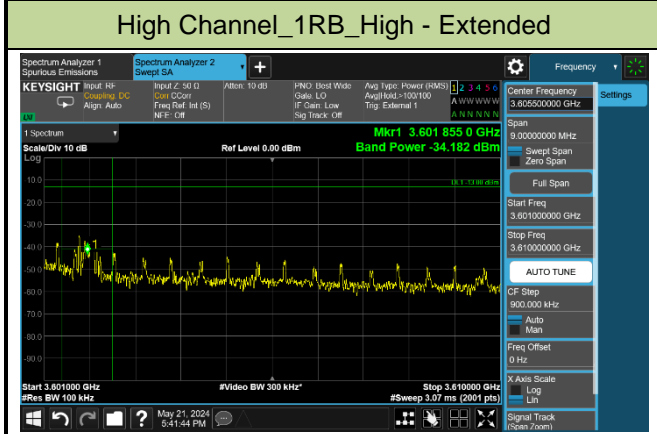 High Channel_1RB_High - Extended
Spectrum Analyzer 1
Spurious Emissions
Spectrum Analyzer 2
Swept SA
+
Frequency
KEYSIGHT
Input: RF
Coupling: DC
Align: Auto
Input Z: 50 Ω
Corr CCorr
Freq Ref: Int (S)
NFE: Off
Atten: 10 dB
PNO: Best Wide
Gate: LO
IF Gain: Low
Sig Track: Off
Avg Type: Power (RMS)
Avg|Hold:>100/100
Trig: External 1
1 2 3 4 5 6
A W W W W W
A N N N N N
1 Spectrum
Scale/Div 10 dB
Ref Level 0.00 dBm
Mkr1 3.601 855 0 GHz
Band Power -34.182 dBm
Log
DL1 -13.00 dBm
-10.0
-20.0
-30.0
-40.0
-50.0
-60.0
-70.0
-80.0
-90.0
1
Start 3.601000 GHz
#Res BW 100 kHz
#Video BW 300 kHz*
Stop 3.610000 GHz
#Sweep 3.07 ms (2001 pts)
May 21, 2024
5:41:44 PM
Center Frequency
3.605500000 GHz
Settings
Span
9.00000000 MHz
Swept Span
Zero Span
Full Span
Start Freq
3.601000000 GHz
Stop Freq
3.610000000 GHz
AUTO TUNE
CF Step
900.000 kHz
Auto
Man
Freq Offset
0 Hz
X Axis Scale
Log
Lin
Signal Track
(Span Zoom)